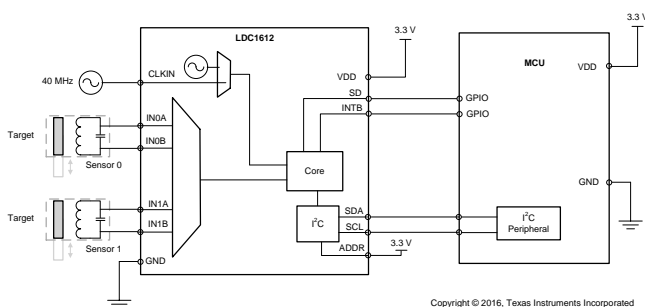 3.3 V
3.3 V
LDC1612
MCU
40 MHz
CLKIN
VDD
VDD
SD
GPIO
INTB
GPIO
Target
IN0A
IN0B
Sensor 0
Core
GND
Target
IN1A
IN1B
Sensor 1
I2C
SDA
SCL
I2C
Peripheral
3.3 V
ADDR
GND
Copyright © 2016, Texas Instruments Incorporated